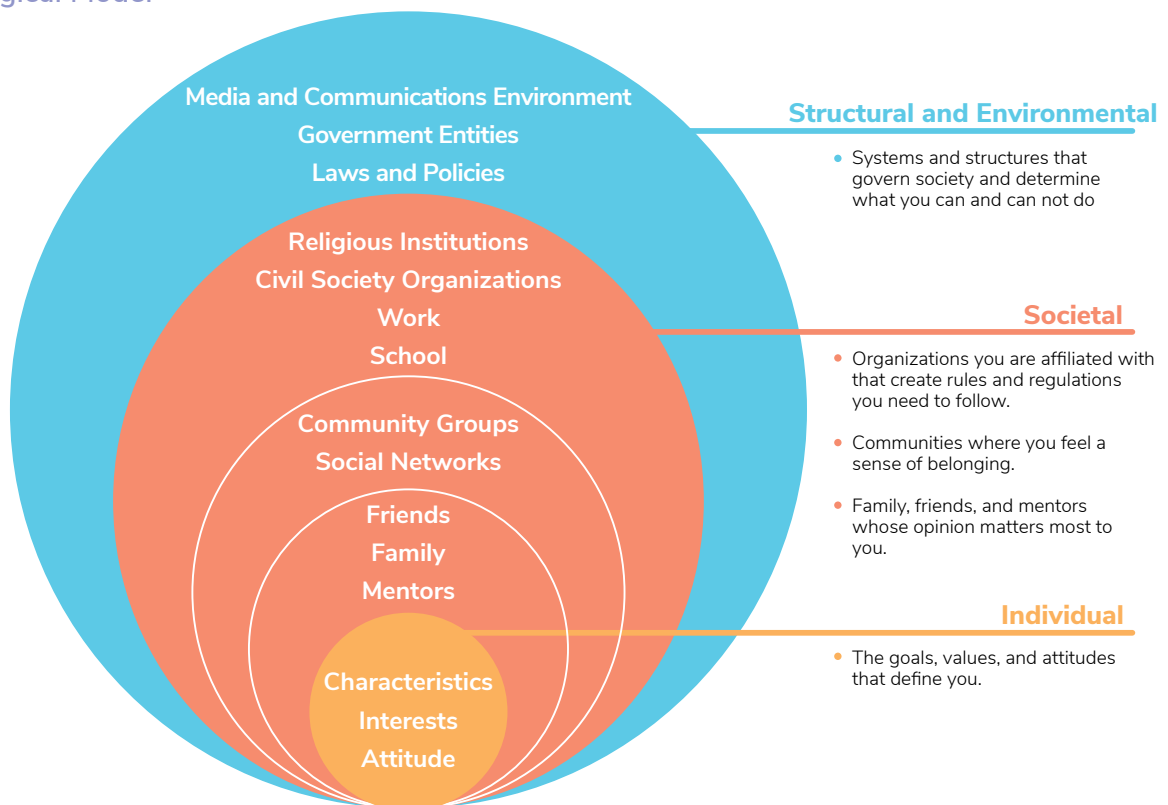 Media and Communications Environment
Government Entities
Laws and Policies
Religious Institutions
Civil Society Organizations
Work
School
Community Groups
Social Networks
Friends
Family
Mentors
Characteristics
Interests
Attitude
Structural and Environmental
• Systems and structures that
govern society and determine
what you can and can not do
Societal
• Organizations you are affiliated with
that create rules and regulations
you need to follow.
• Communities where you feel a
sense of belonging.
• Family, friends, and mentors
whose opinion matters most to
you.
Individual
• The goals, values, and attitudes
that define you.